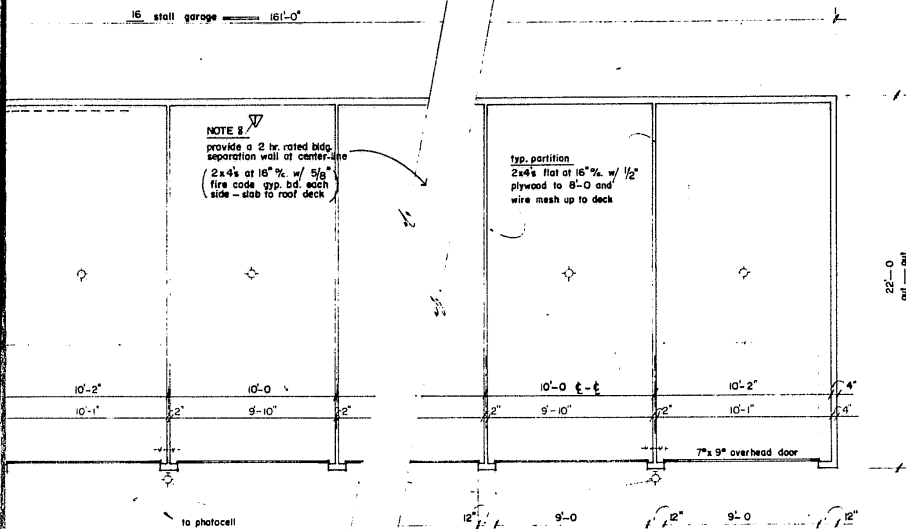 16 stall garage 161'-0"
NOTE 8
provide a 2 hr. rated bldg.
separation wall at center-line
(2x4's at 16" o/c. w/ 5/8"
fire code gyp. bd. each
side – slab to roof deck)
typ. partition
2x4's flat at 16" o/c. w/ 1/2"
plywood to 8'-0 and
wire mesh up to deck
22'-0
out — out
10'-2" 10'-0 10'-0 ℄-℄ 10'-2" 4"
10'-1" 2" 9'-10" 2" 2" 9'-10" 2" 10'-1" 4"
7°x 9° overhead door
to photocell
12" 9'-0 12" 9'-0 12"